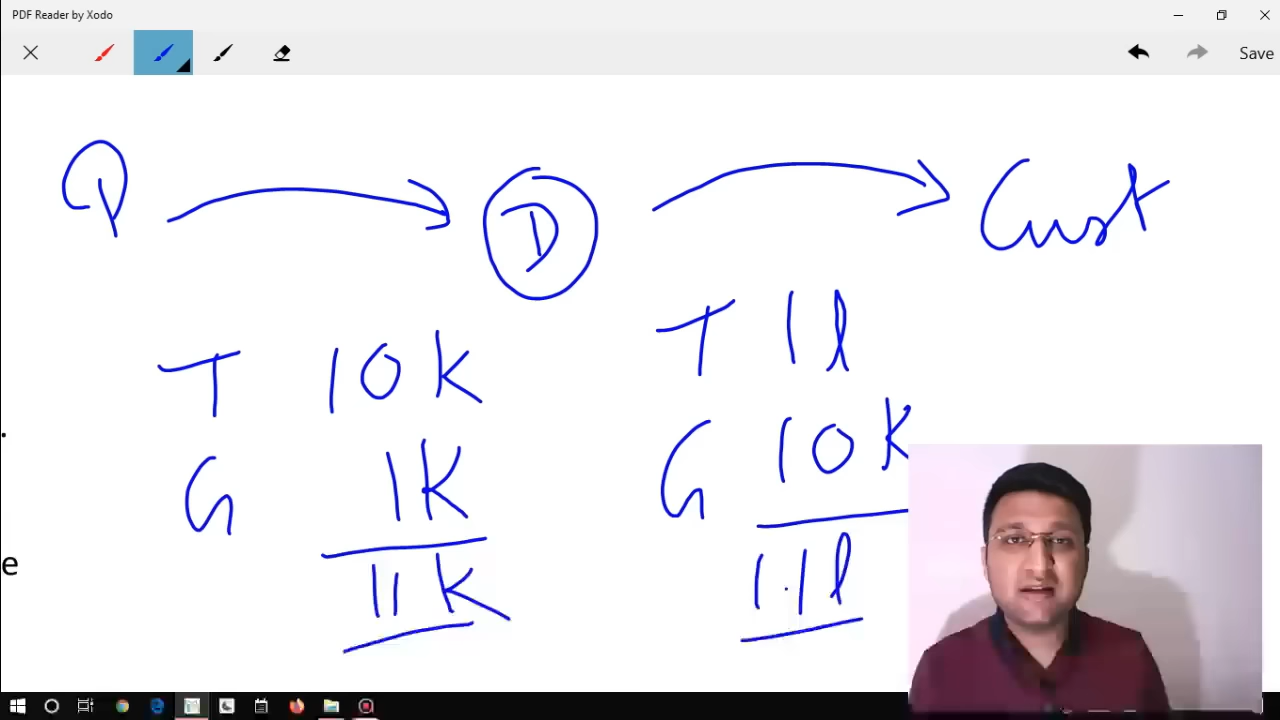 PDF Reader by Xodo
Save
P
D
Cust
T 10k
G 1K
11k
T 1l
G 10K
1.1l
e